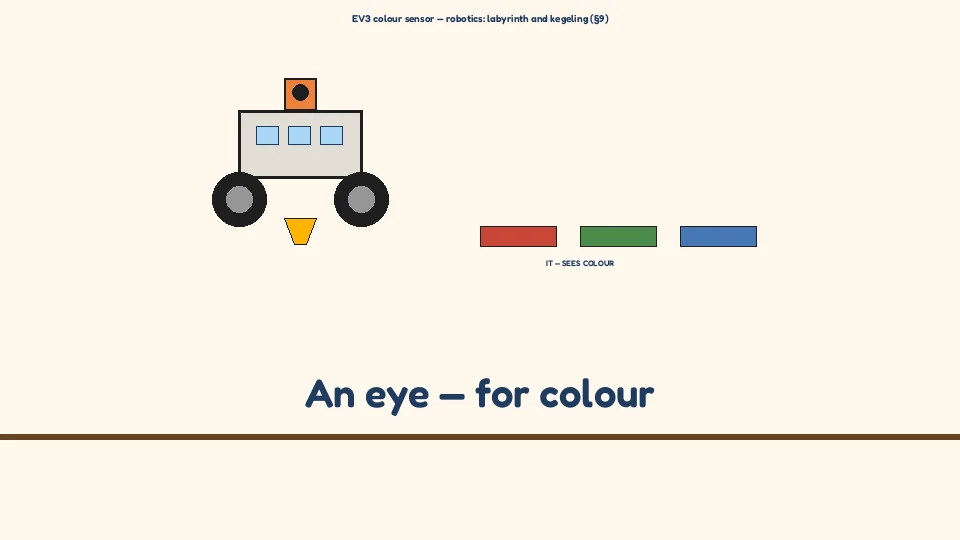 EV3 colour sensor — robotics: labyrinth and kegeling (§9)
IT — SEES COLOUR
An eye — for colour